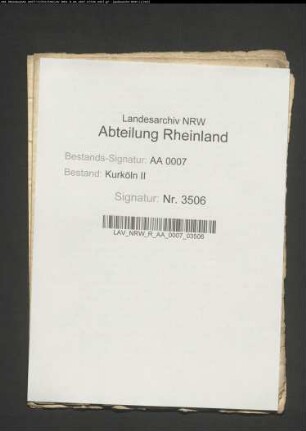 Landesarchiv NRW
Abteilung Rheinland
Bestands-Signatur: AA 0007
Bestand: Kurköln II
Signatur: Nr. 3506
LAV_NRW_R_AA_0007_03506